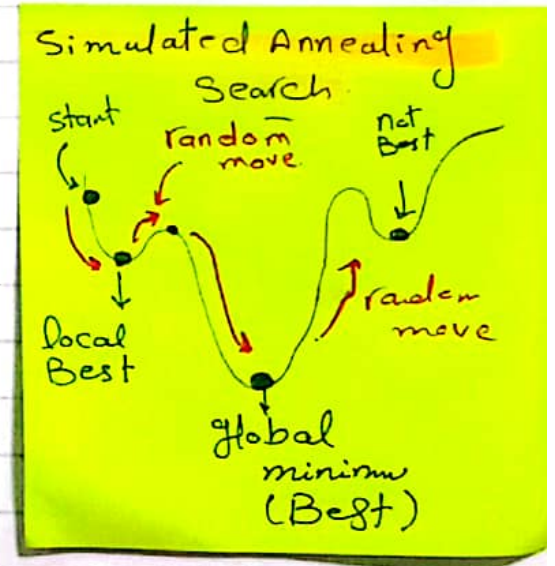 Simulated Annealing
Search
start
random
move
not
Best
local
Best
random
move
Global
minimu
(Best)